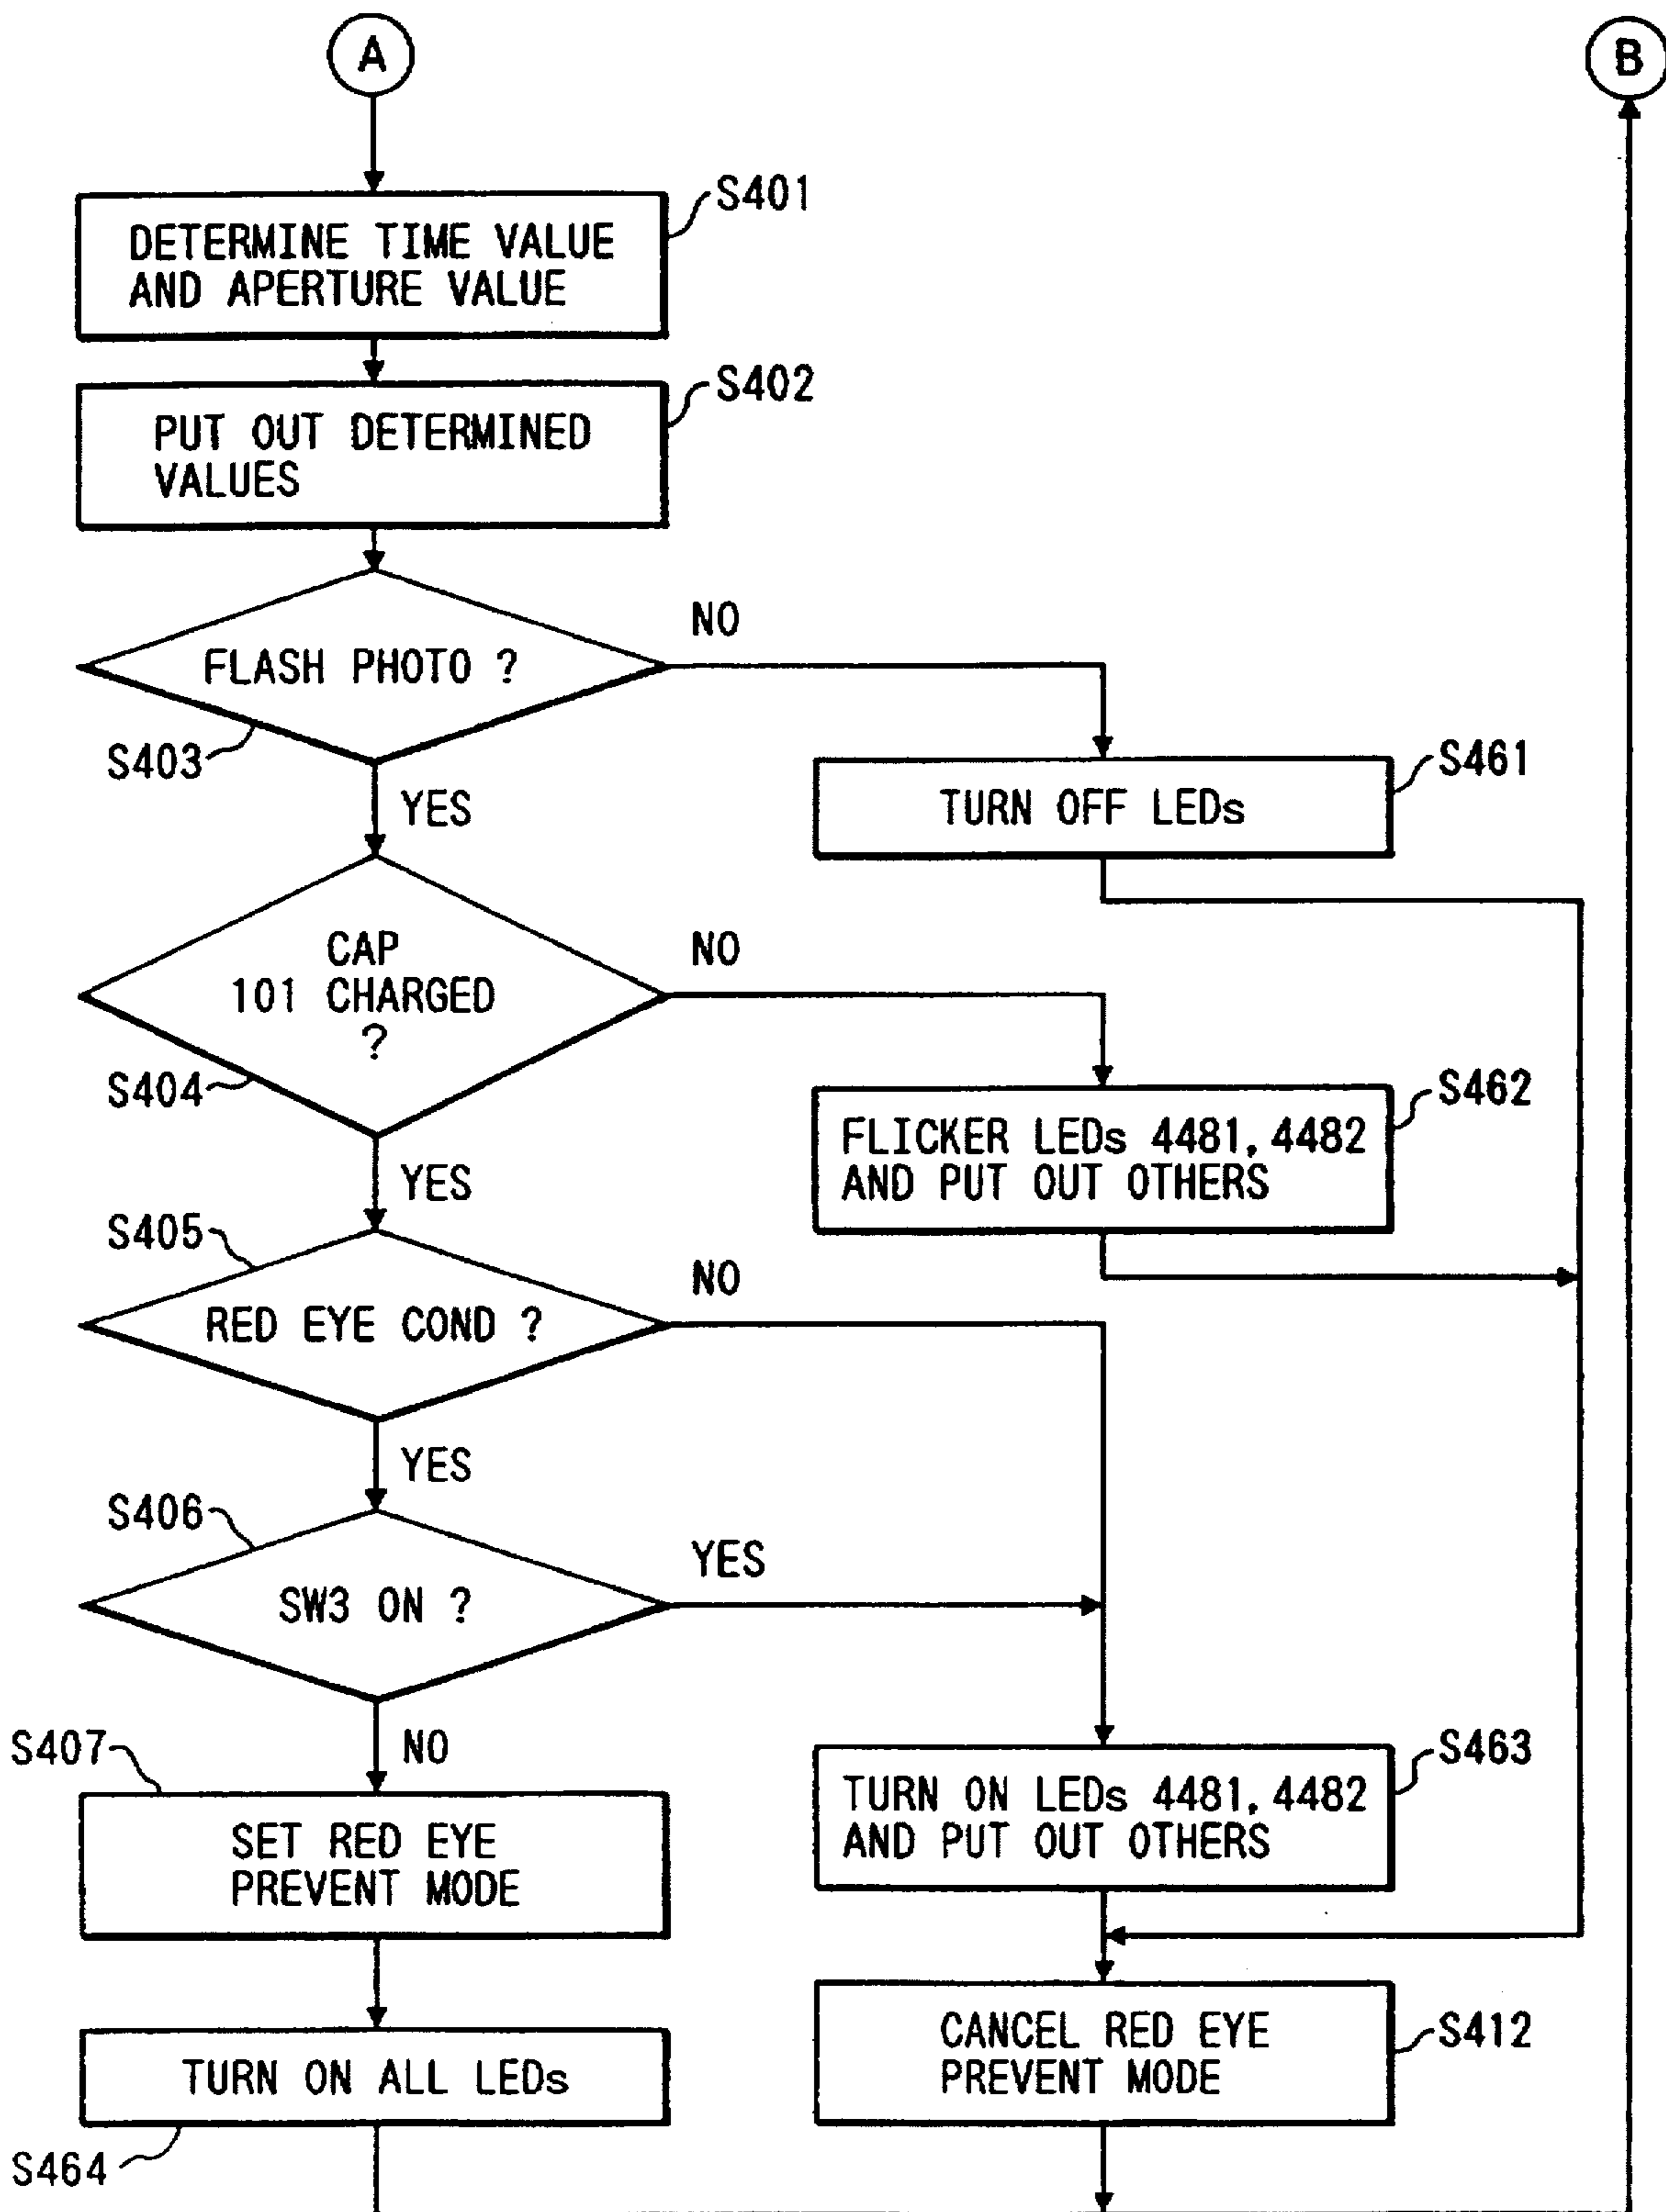 A
B
S401
DETERMINE TIME VALUE
AND APERTURE VALUE
S402
PUT OUT DETERMINED
VALUES
NO
FLASH PHOTO ?
S403
YES
S461
TURN OFF LEDs
CAP
101 CHARGED
?
NO
S404
S462
FLICKER LEDs 4481, 4482
AND PUT OUT OTHERS
YES
S405
NO
RED EYE COND ?
YES
S406
YES
SW3 ON ?
NO
S407
SET RED EYE
PREVENT MODE
S463
TURN ON LEDs 4481, 4482
AND PUT OUT OTHERS
TURN ON ALL LEDs
S464
CANCEL RED EYE
PREVENT MODE
S412